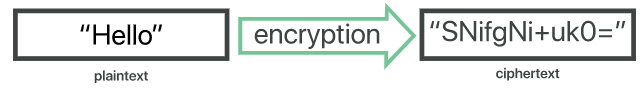 “Hello”
encryption
“SNifgNi+uk0=”
plaintext
ciphertext